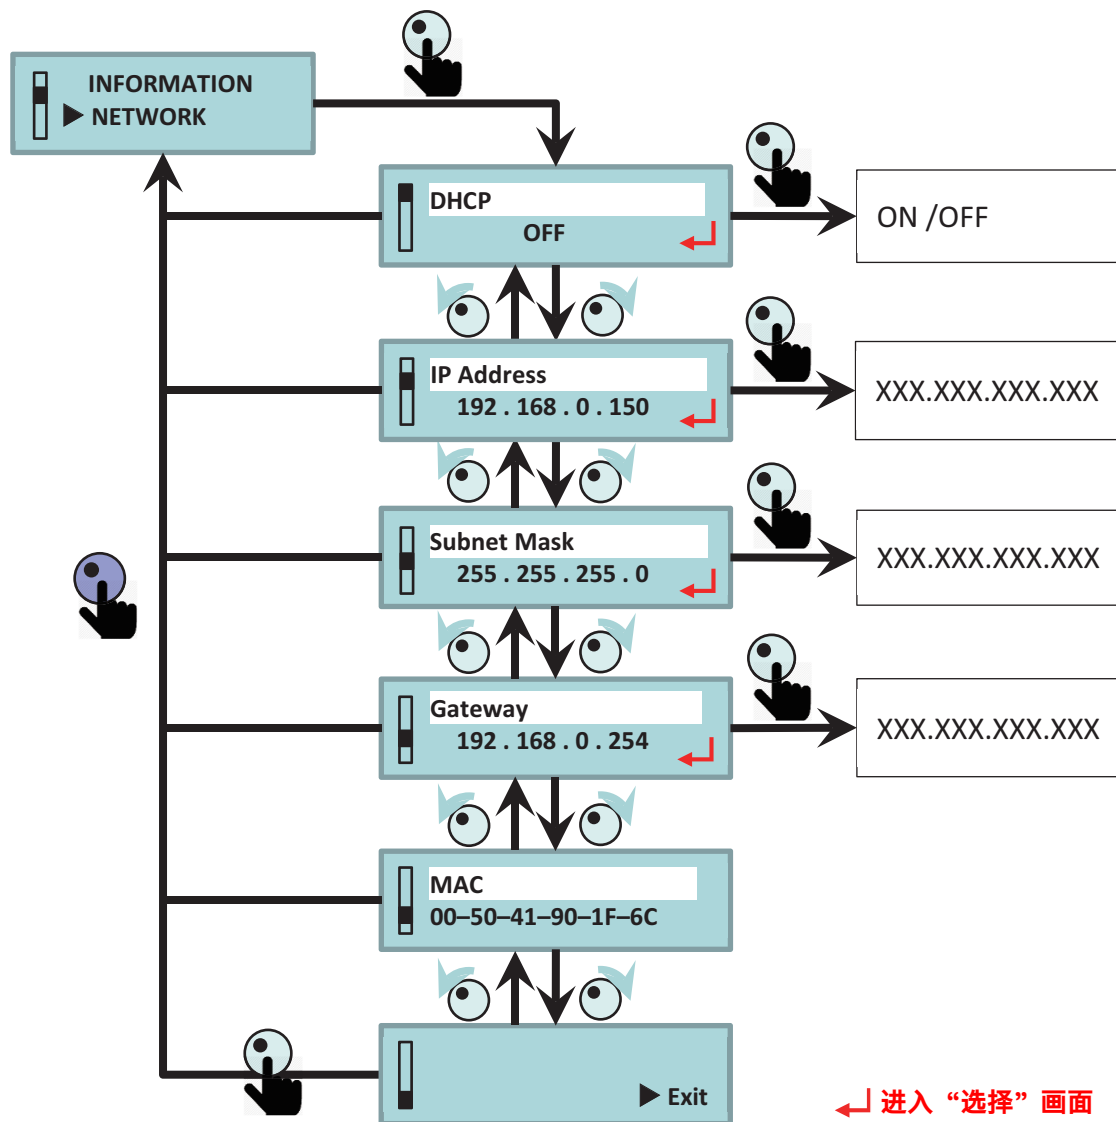 INFORMATION
▶ NETWORK
DHCP
OFF
ON /OFF
IP Address
192 . 168 . 0 . 150
XXX.XXX.XXX.XXX
Subnet Mask
255 . 255 . 255 . 0
XXX.XXX.XXX.XXX
Gateway
192 . 168 . 0 . 254
XXX.XXX.XXX.XXX
MAC
00–50–41–90–1F–6C
▶ Exit
进入“选择”画面